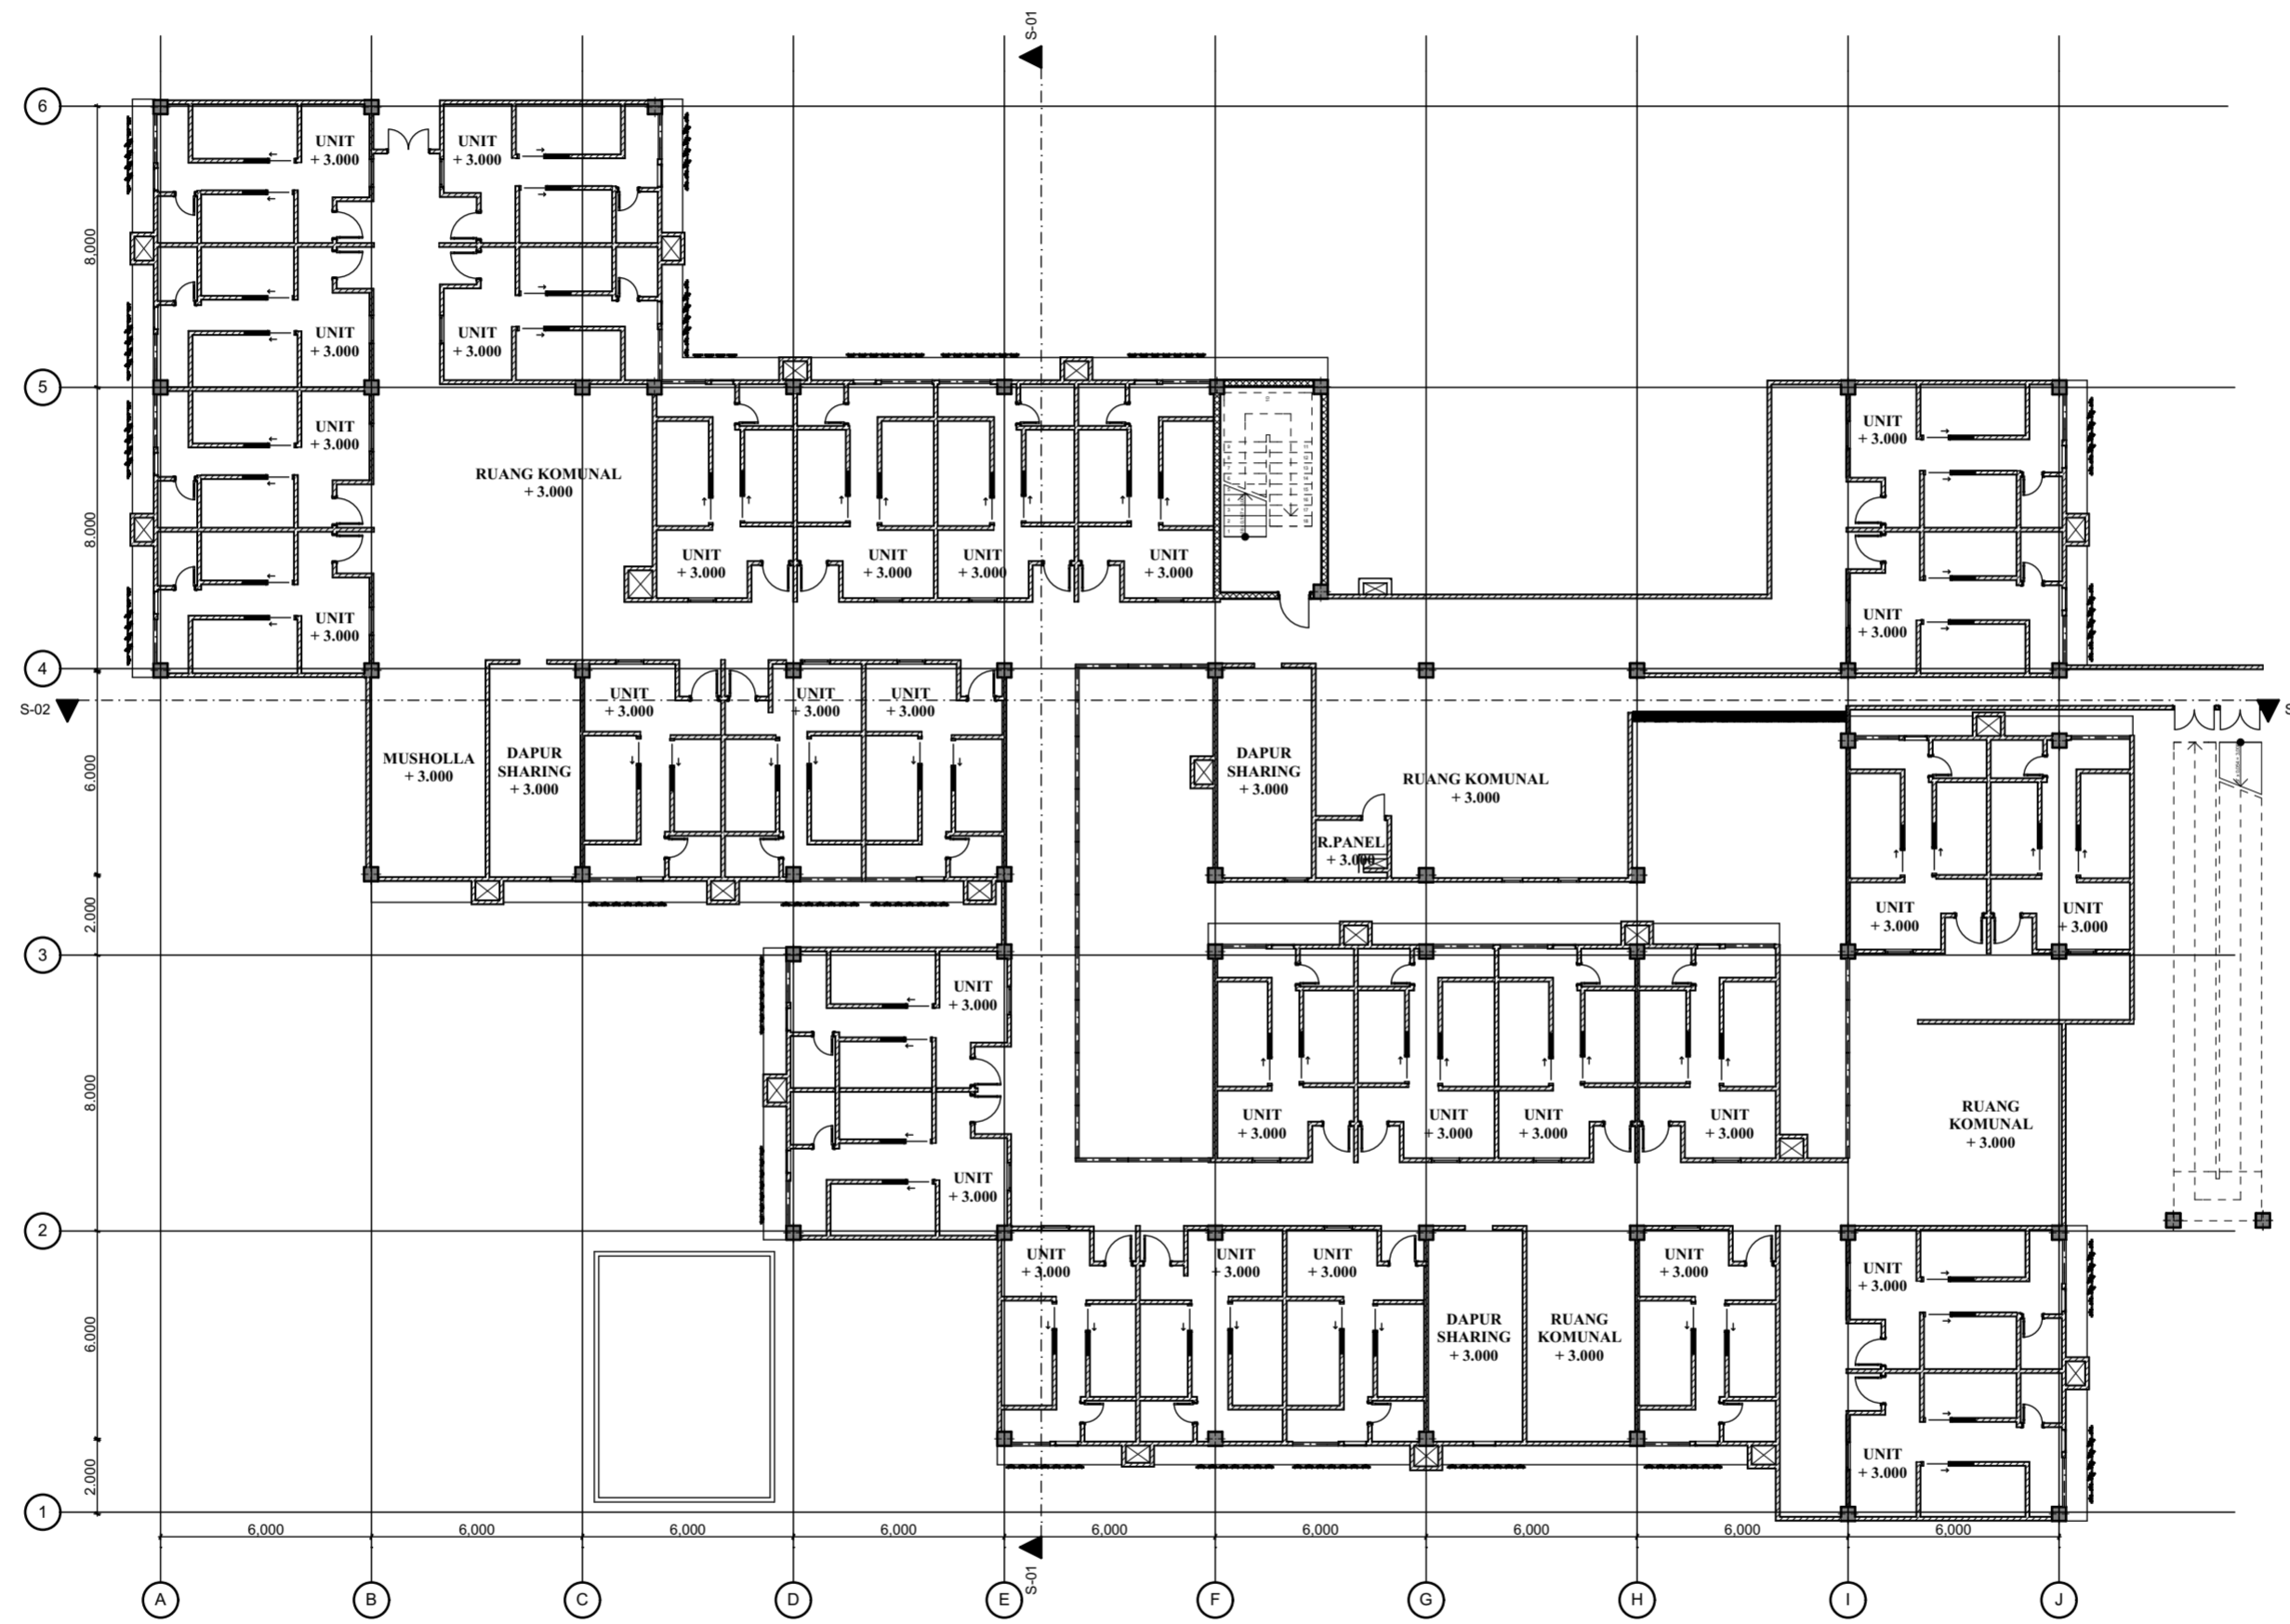 S-01
6
UNIT
+ 3.000
UNIT
+ 3.000
8,000
UNIT
+ 3.000
UNIT
+ 3.000
5
UNIT
+ 3.000
UNIT
+ 3.000
RUANG KOMUNAL
+ 3.000
8.000
UNIT
+ 3.000
UNIT
+ 3.000
UNIT
+ 3.000
UNIT
+ 3.000
UNIT
+ 3.000
UNIT
+ 3.000
4
S-02
S
UNIT
+ 3.000
UNIT
+ 3.000
UNIT
+ 3.000
MUSHOLLA
+ 3.000
DAPUR
SHARING
+ 3.000
DAPUR
SHARING
+ 3.000
RUANG KOMUNAL
+ 3.000
6.000
R.PANEL
+ 3.000
2.000
UNIT
+ 3.000
UNIT
+ 3.000
3
UNIT
+ 3.000
8.000
UNIT
+ 3.000
UNIT
+ 3.000
UNIT
+ 3.000
UNIT
+ 3.000
RUANG
KOMUNAL
+ 3.000
UNIT
+ 3.000
2
UNIT
+ 3.000
UNIT
+ 3.000
UNIT
+ 3.000
UNIT
+ 3.000
UNIT
+ 3.000
6.000
DAPUR
SHARING
+ 3.000
RUANG
KOMUNAL
+ 3.000
UNIT
+ 3.000
2.000
1
6,000
6,000
6,000
6,000
6,000
6,000
6,000
6,000
6,000
S-01
A
B
C
D
E
F
G
H
I
J